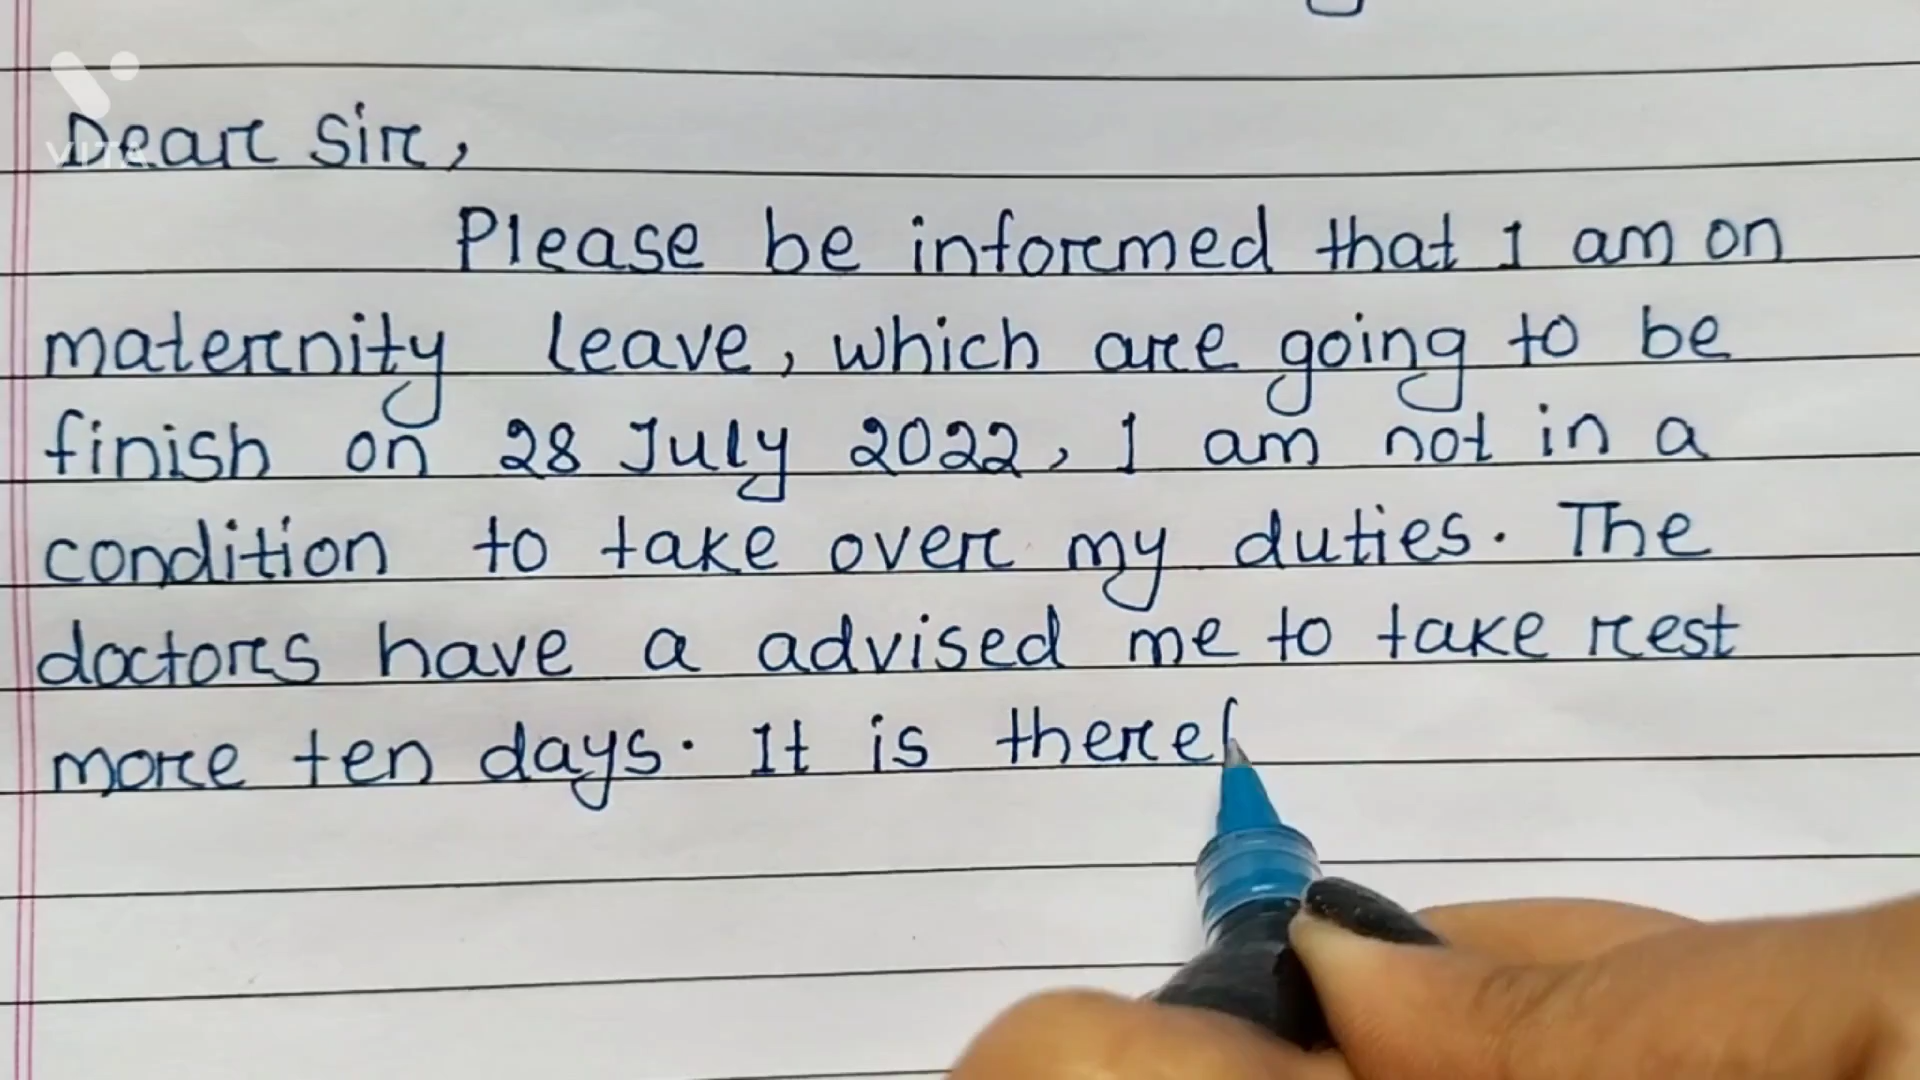 VITA
Dear Sir,
Please be informed that I am on
maternity leave, which are going to be
finish on 28 July 2022, I am not in a
condition to take over my duties. The
doctors have a advised me to take rest
more ten days. It is theref